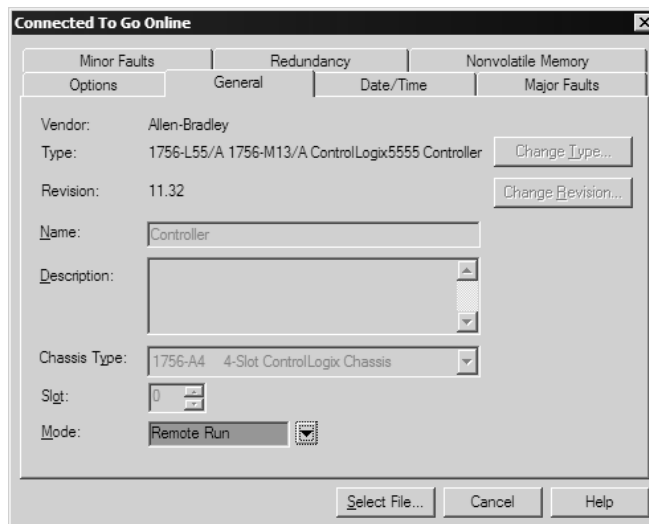 Connected To Go Online
Minor Faults Redundancy Nonvolatile Memory
Options General Date/Time Major Faults
Vendor: Allen-Bradley
Type: 1756-L55/A 1756-M13/A ControlLogix5555 Controller Change Type...
Revision: 11.32 Change Revision...
Name: Controller
Description:
Chassis Type: 1756-A4 4-Slot ControlLogix Chassis
Slot: 0
Mode: Remote Run
Select File... Cancel Help